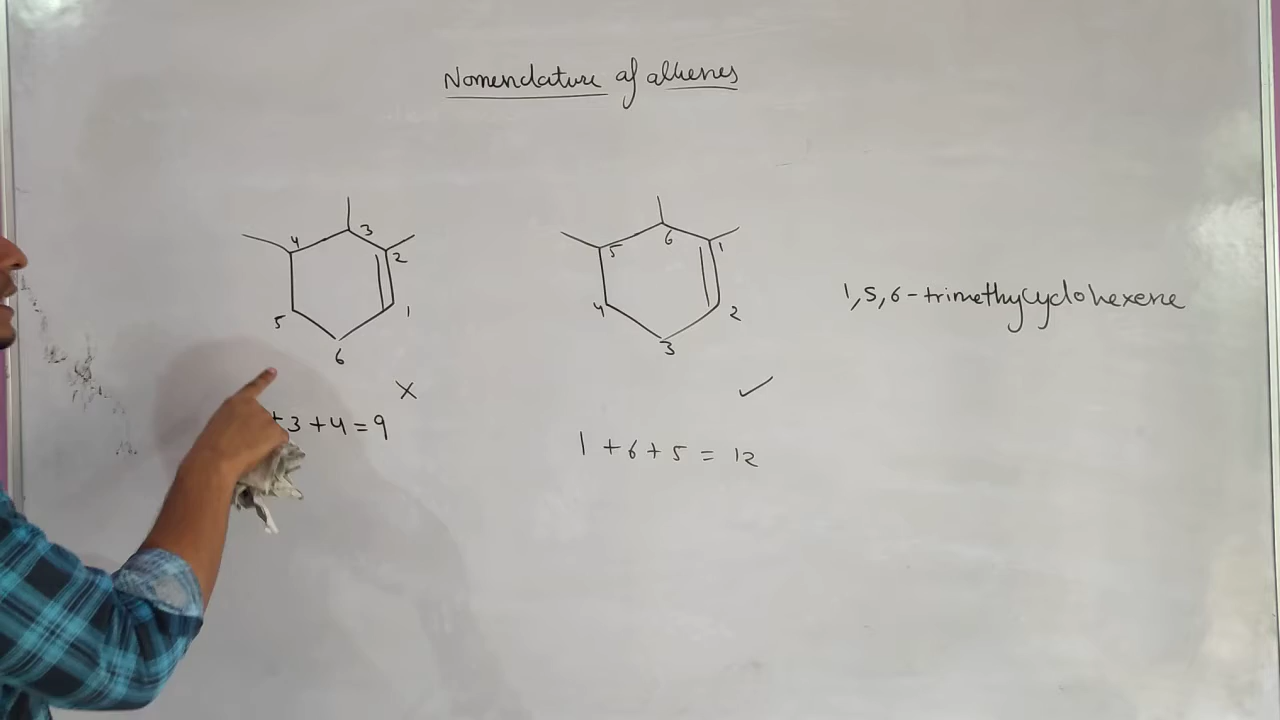 Nomenclature of alkenes
4 3 2 1 5 6
5 6 1 2 4 3
1,5,6-trimethycyclohexene
×
✓
+3+4=9
1+6+5=12